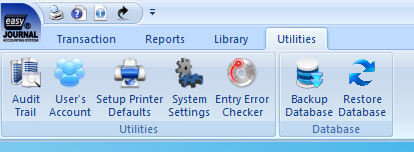 easy
JOURNAL
ACCOUNTING SYSTEM
Transaction Reports Library Utilities
Audit Trail
User's Account
Setup Printer Defaults
System Settings
Entry Error Checker
Backup Database
Restore Database
Utilities
Database